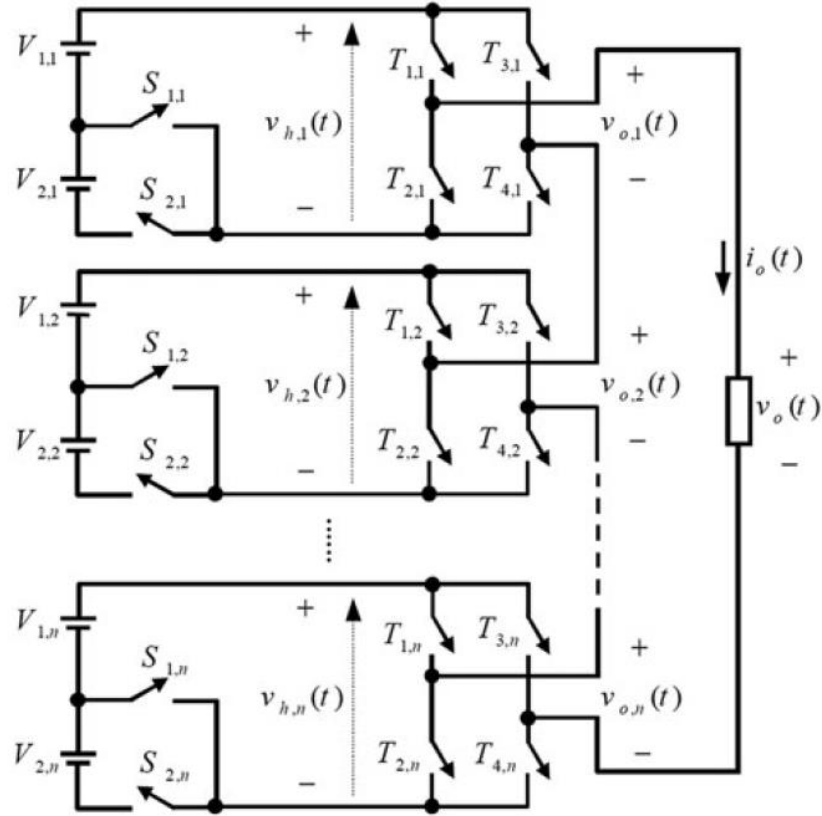 V1,1
S1,1
V2,1
S2,1
+
vh,1(t)
−
T1,1
T3,1
T2,1
T4,1
+
vo,1(t)
−
io(t)
V1,2
S1,2
V2,2
S2,2
+
vh,2(t)
−
T1,2
T3,2
T2,2
T4,2
+
vo,2(t)
−
+
vo(t)
−
V1,n
S1,n
V2,n
S2,n
+
vh,n(t)
−
T1,n
T3,n
T2,n
T4,n
+
vo,n(t)
−